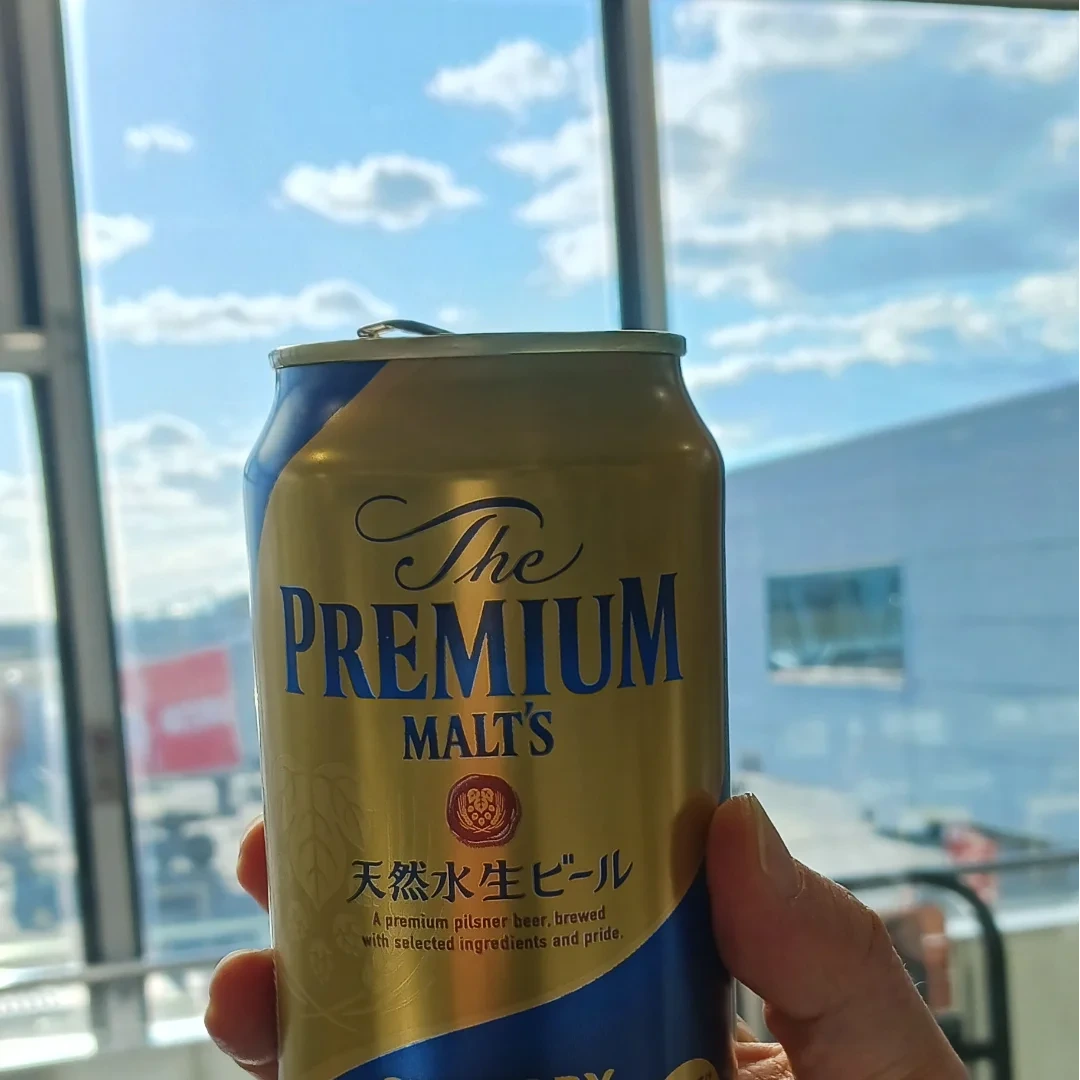 The
PREMIUM
MALT'S
天然水生ビール
A premium pilsner beer, brewed
with selected ingredients and pride.